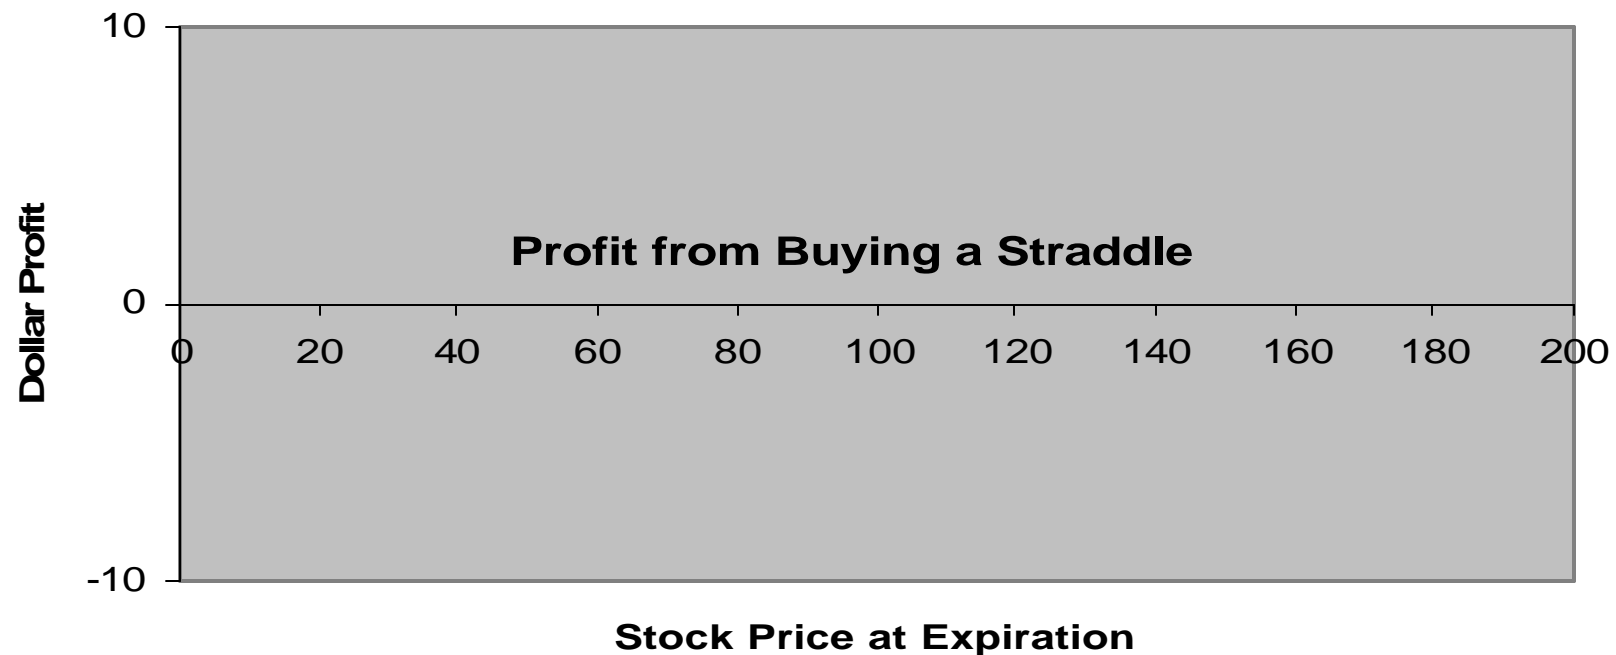 10
Profit from Buying a Straddle
Dollar Profit
0
0 20 40 60 80 100 120 140 160 180 200
-10
Stock Price at Expiration